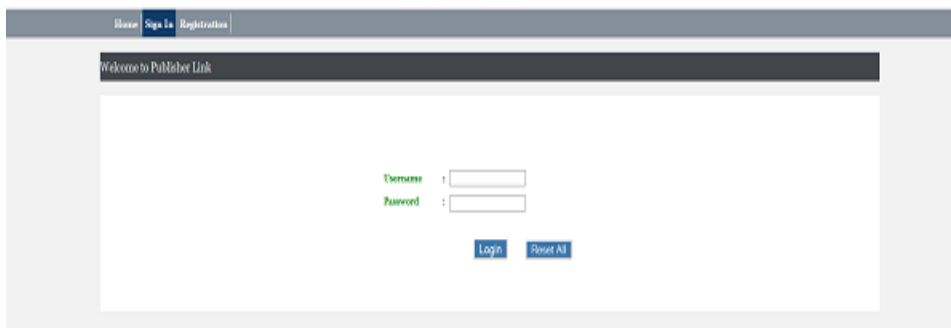 Home Sign In Registration
Welcome to Publisher Link
Username :
Password :
Login Reset All